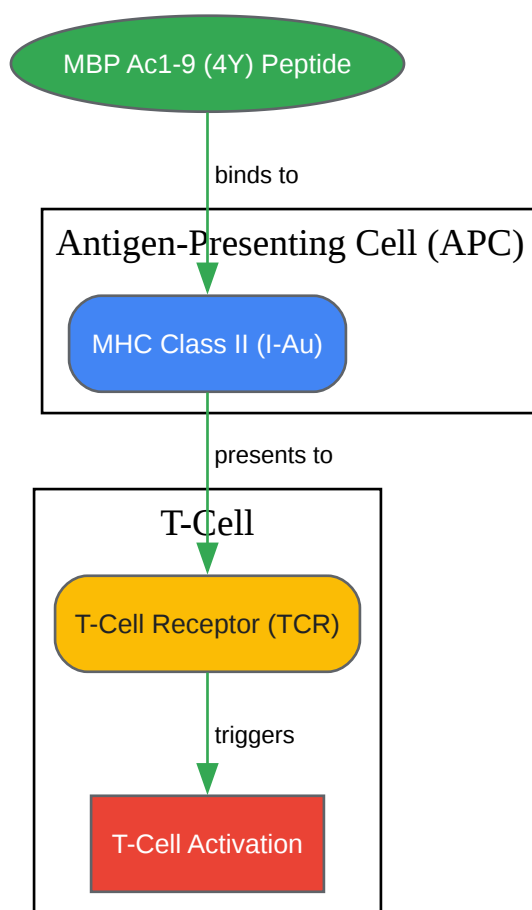 MBP Ac1-9 (4Y) Peptide
binds to
Antigen-Presenting Cell (APC)
MHC Class II (I-Au)
presents to
T-Cell
T-Cell Receptor (TCR)
triggers
T-Cell Activation